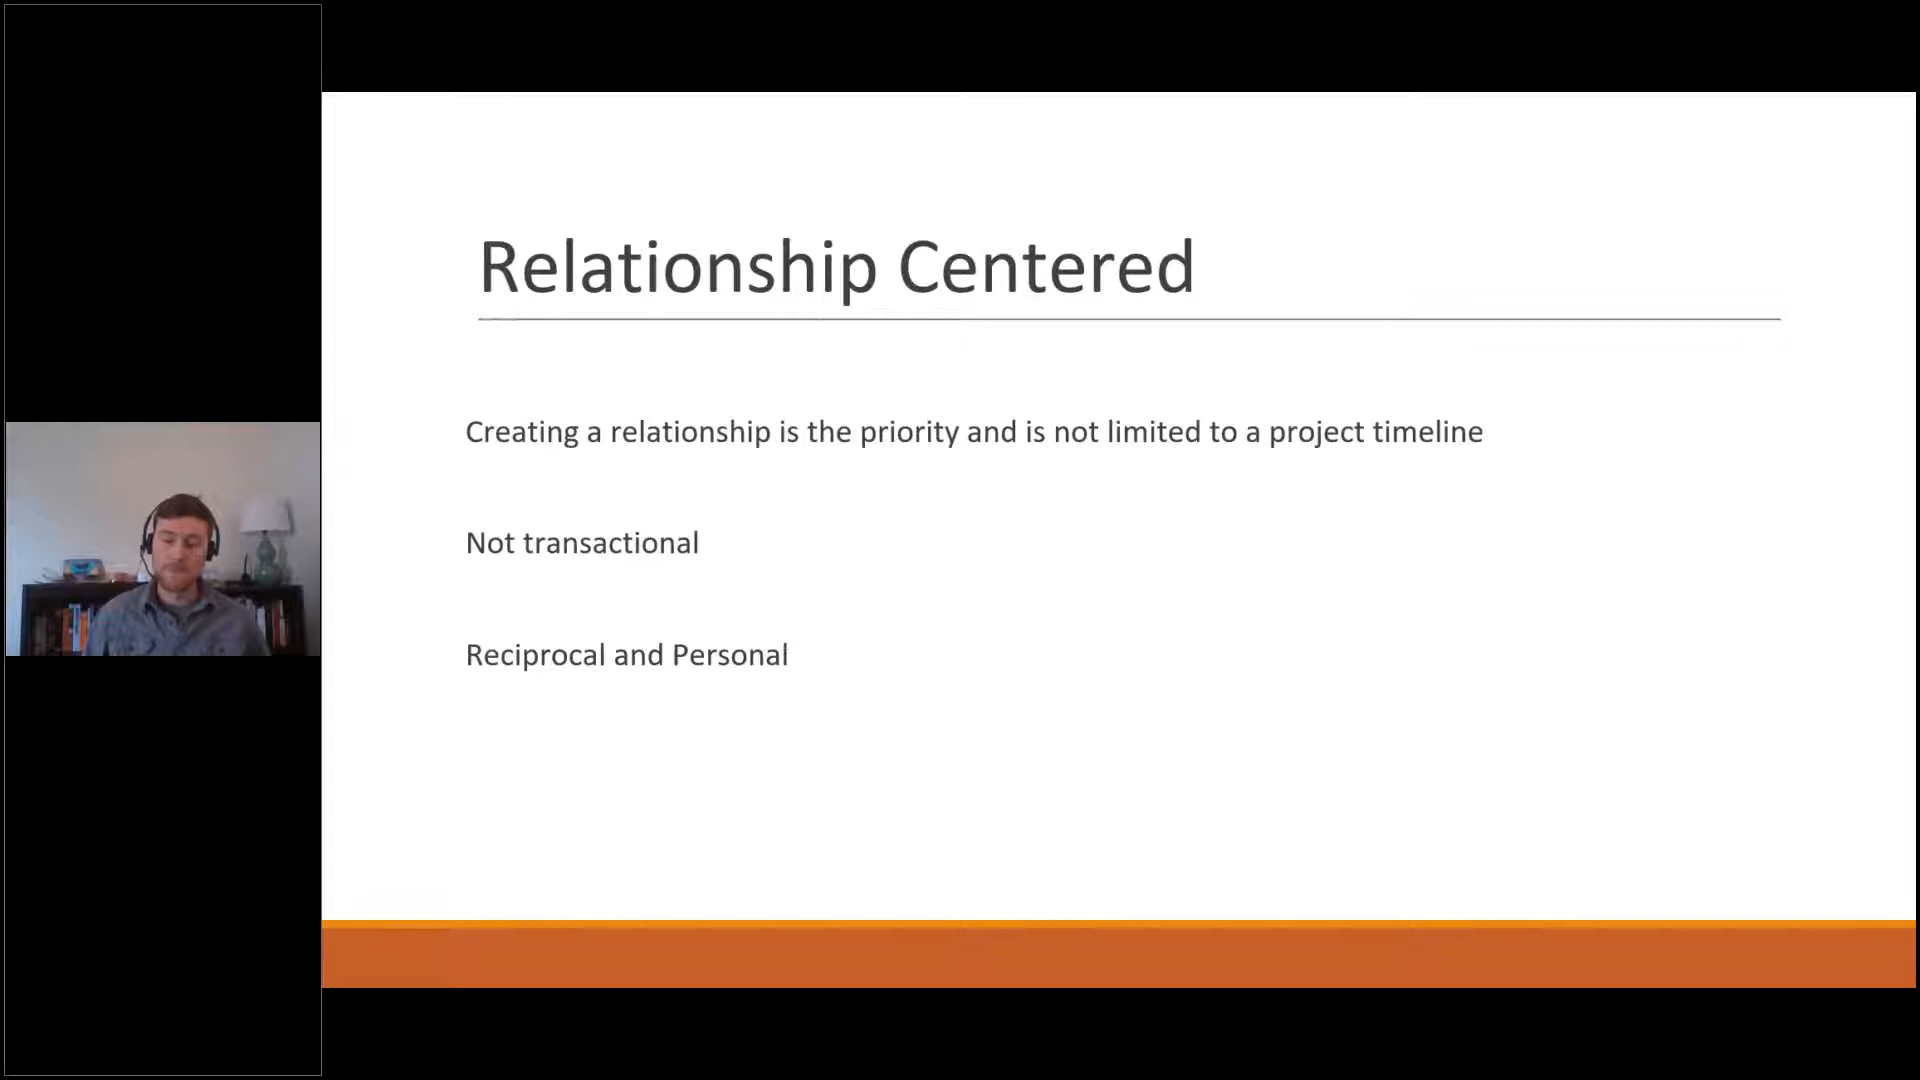 Relationship Centered
Creating a relationship is the priority and is not limited to a project timeline
Not transactional
Reciprocal and Personal